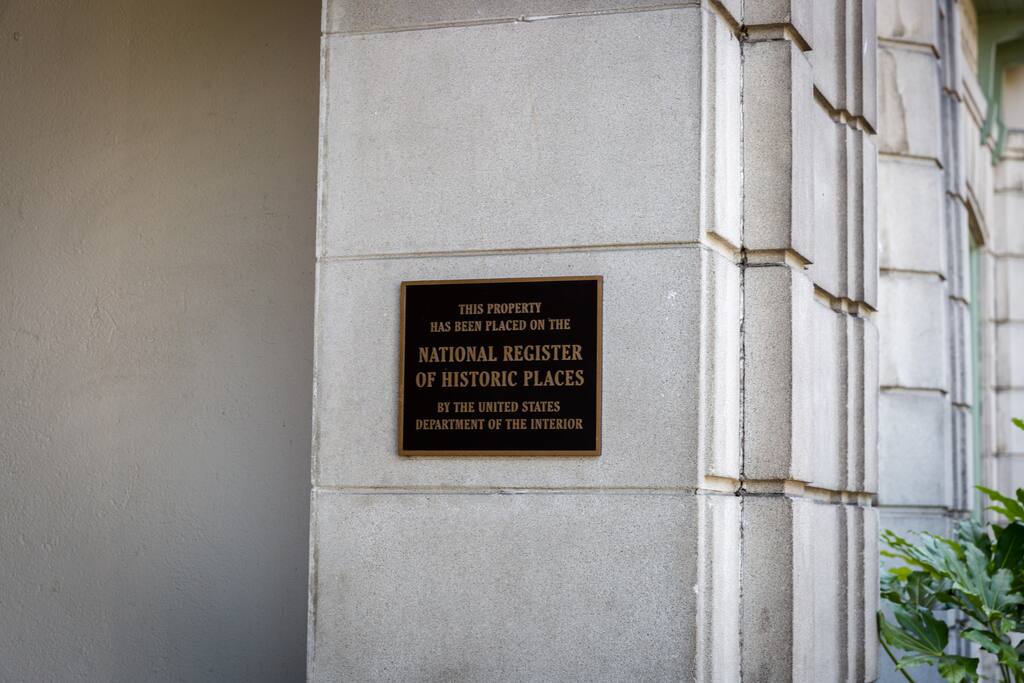 THIS PROPERTY
HAS BEEN PLACED ON THE
NATIONAL REGISTER
OF HISTORIC PLACES
BY THE UNITED STATES
DEPARTMENT OF THE INTERIOR